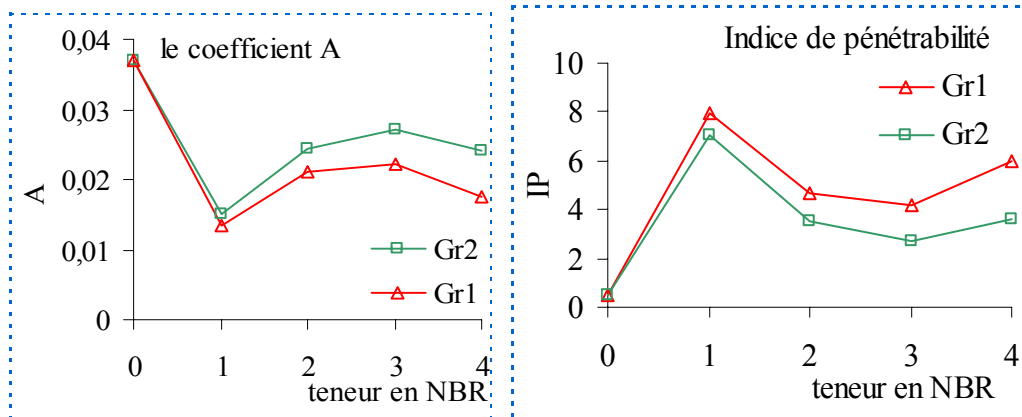 le coefficient A
0,04
0,03
0,02
0,01
0
A
Gr2
Gr1
0 1 2 3 4
teneur en NBR
Indice de pénétrabilité
10
8
6
4
2
0
IP
Gr1
Gr2
0 1 2 3 4
teneur en NBR